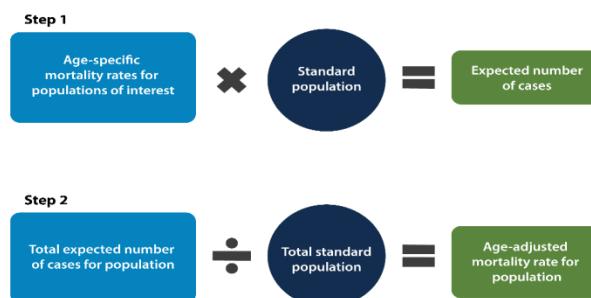 Step 1
Age-specific
mortality rates for
populations of interest
Standard
population
Expected number
of cases
Step 2
Total expected number
of cases for population
Total standard
population
Age-adjusted
mortality rate for
population